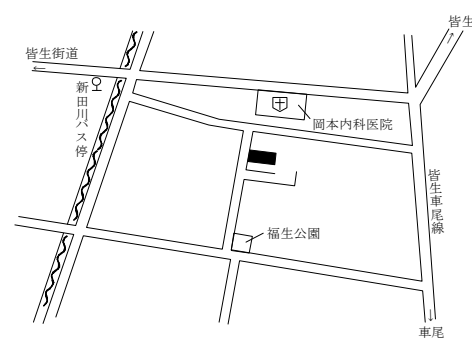 皆生
皆生街道
←
新田川バス停
岡本内科医院
皆生車尾線
福生公園
車尾